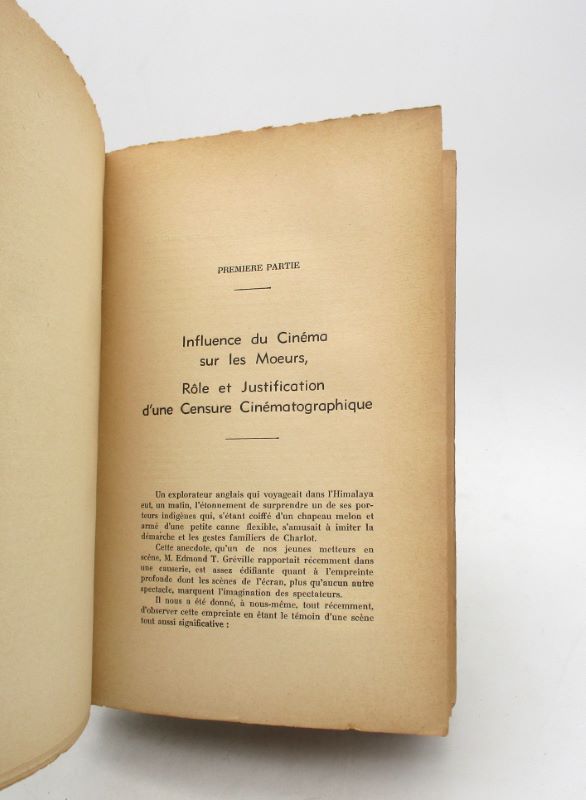 PREMIERE PARTIE
Influence du Cinéma
sur les Moeurs,
Rôle et Justification
d'une Censure Cinématographique
Un explorateur anglais qui voyageait dans l'Himalaya
eut, un matin, l'étonnement de surprendre un de ses por-
teurs indigènes qui, s'étant coiffé d'un chapeau melon et
armé d'une petite canne flexible, s'amusait à imiter la
démarche et les gestes familiers de Charlot.
Cette anecdote, qu'un de nos jeunes metteurs en
scène, M. Edmond T. Gréville rapportait récemment dans
une causerie, est assez édifiante quant à l'empreinte
profonde dont les scènes de l'écran, plus qu'aucun autre
spectacle, marquent l'imagination des spectateurs.
Il nous a été donné, à nous-même, tout récemment,
d'observer cette empreinte en étant le témoin d'une scène
tout aussi significative :